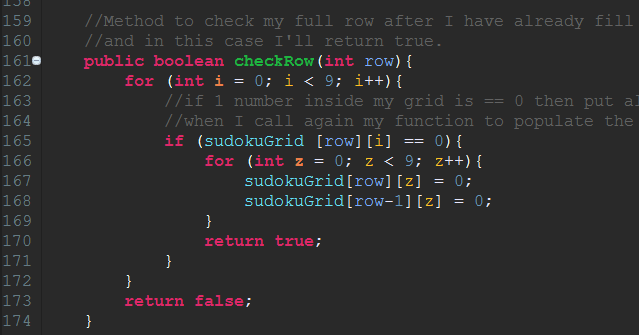 159 //Method to check my full row after I have already fill
160 //and in this case I'll return true.
161 public boolean checkRow(int row){
162 for (int i = 0; i < 9; i++){
163 //if 1 number inside my grid is == 0 then put al
164 //when I call again my function to populate the
165 if (sudokuGrid [row][i] == 0){
166 for (int z = 0; z < 9; z++){
167 sudokuGrid[row][z] = 0;
168 sudokuGrid[row-1][z] = 0;
169 }
170 return true;
171 }
172 }
173 return false;
174 }